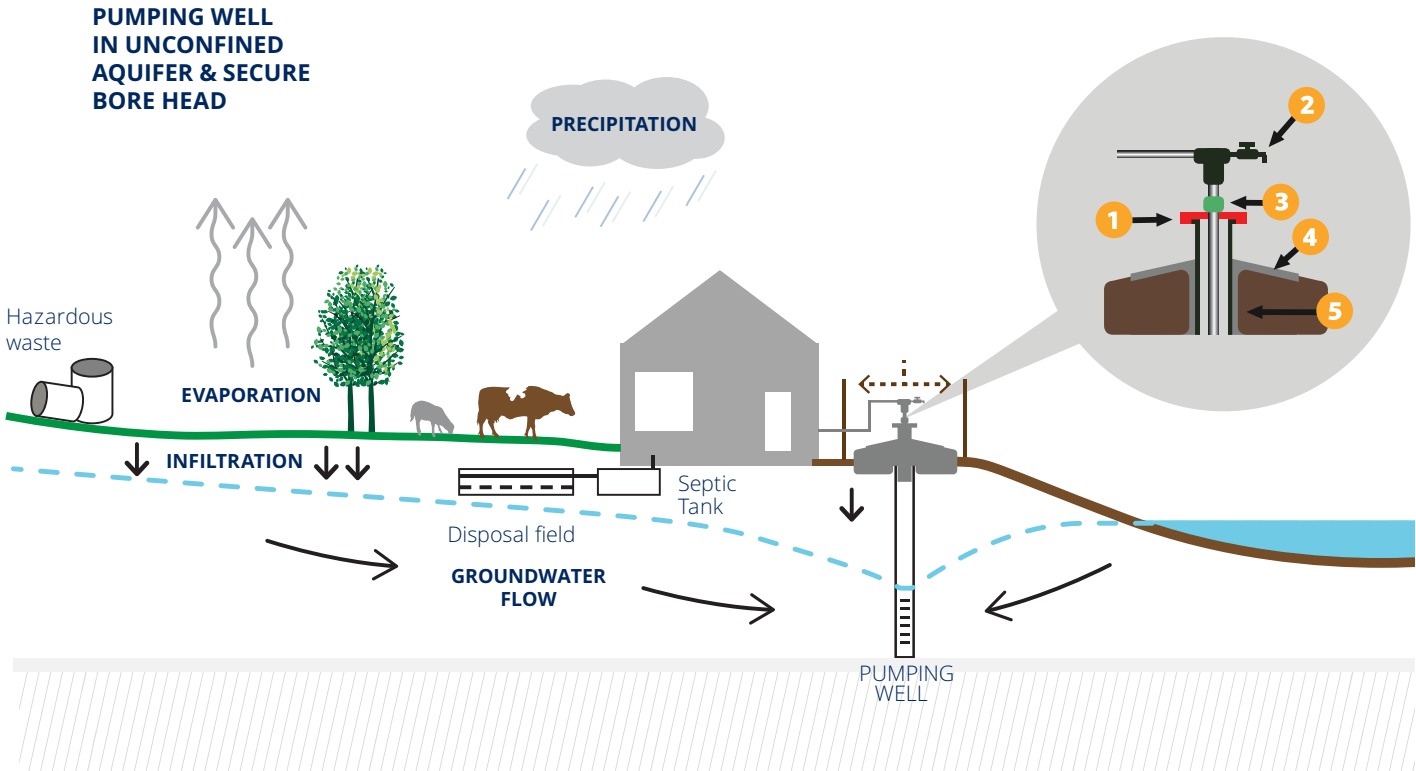 PUMPING WELL
IN UNCONFINED
AQUIFER & SECURE
BORE HEAD
PRECIPITATION
2
3
1
4
5
Hazardous
waste
EVAPORATION
INFILTRATION
Septic
Tank
Disposal field
GROUNDWATER
FLOW
PUMPING
WELL